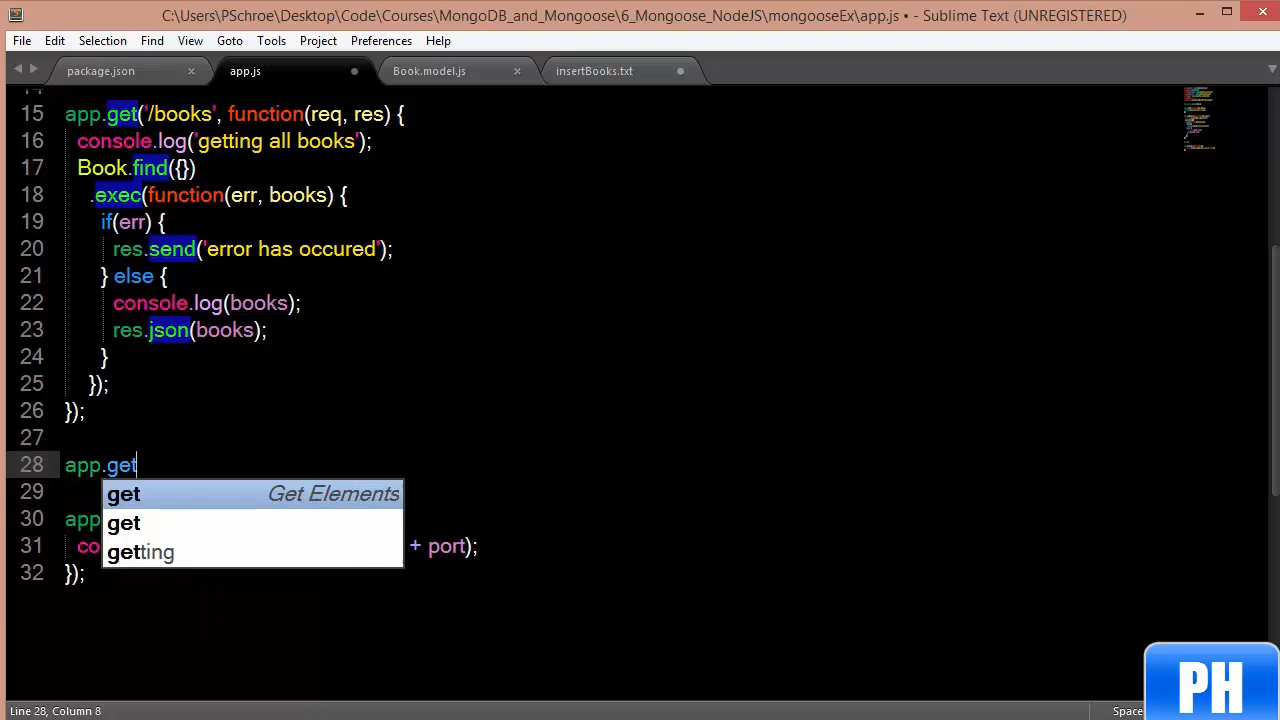 C:\Users\PSchroe\Desktop\Code\Courses\MongoDB_and_Mongoose\6_Mongoose_NodeJS\mongooseEx\app.js • - Sublime Text (UNREGISTERED)
File Edit Selection Find View Goto Tools Project Preferences Help
package.json app.js Book.model.js insertBooks.txt
15 app.get('/books', function(req, res) {
16 console.log('getting all books');
17 Book.find({})
18 .exec(function(err, books) {
19 if(err) {
20 res.send('error has occured');
21 } else {
22 console.log(books);
23 res.json(books);
24 }
25 });
26 });
27
28 app.get
get Get Elements
29
get
30 app
getting
31 co + port);
32 });
PH
Line 28, Column 8 Space